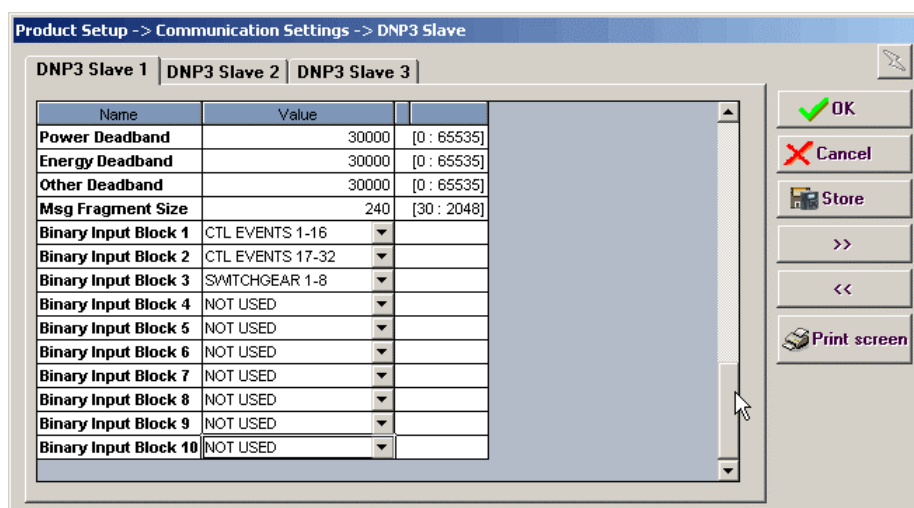 Product Setup -> Communication Settings -> DNP3 Slave
DNP3 Slave 1 DNP3 Slave 2 DNP3 Slave 3
Name Value
Power Deadband 30000 [0 : 65535]
Energy Deadband 30000 [0 : 65535]
Other Deadband 30000 [0 : 65535]
Msg Fragment Size 240 [30 : 2048]
Binary Input Block 1 CTL EVENTS 1-16
Binary Input Block 2 CTL EVENTS 17-32
Binary Input Block 3 SWITCHGEAR 1-8
Binary Input Block 4 NOT USED
Binary Input Block 5 NOT USED
Binary Input Block 6 NOT USED
Binary Input Block 7 NOT USED
Binary Input Block 8 NOT USED
Binary Input Block 9 NOT USED
Binary Input Block 10 NOT USED
OK
Cancel
Store
>>
<<
Print screen